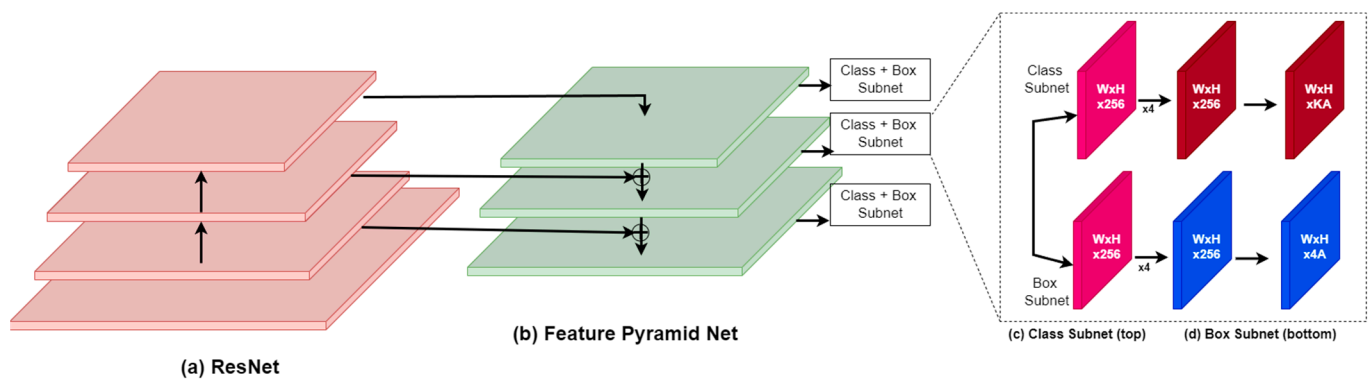 Class + Box
Subnet
Class + Box
Subnet
Class + Box
Subnet
Class
Subnet
WxH
x256
x4
WxH
x256
WxH
xKA
Box
Subnet
WxH
x256
x4
WxH
x256
WxH
x4A
(a) ResNet
(b) Feature Pyramid Net
(c) Class Subnet (top)
(d) Box Subnet (bottom)